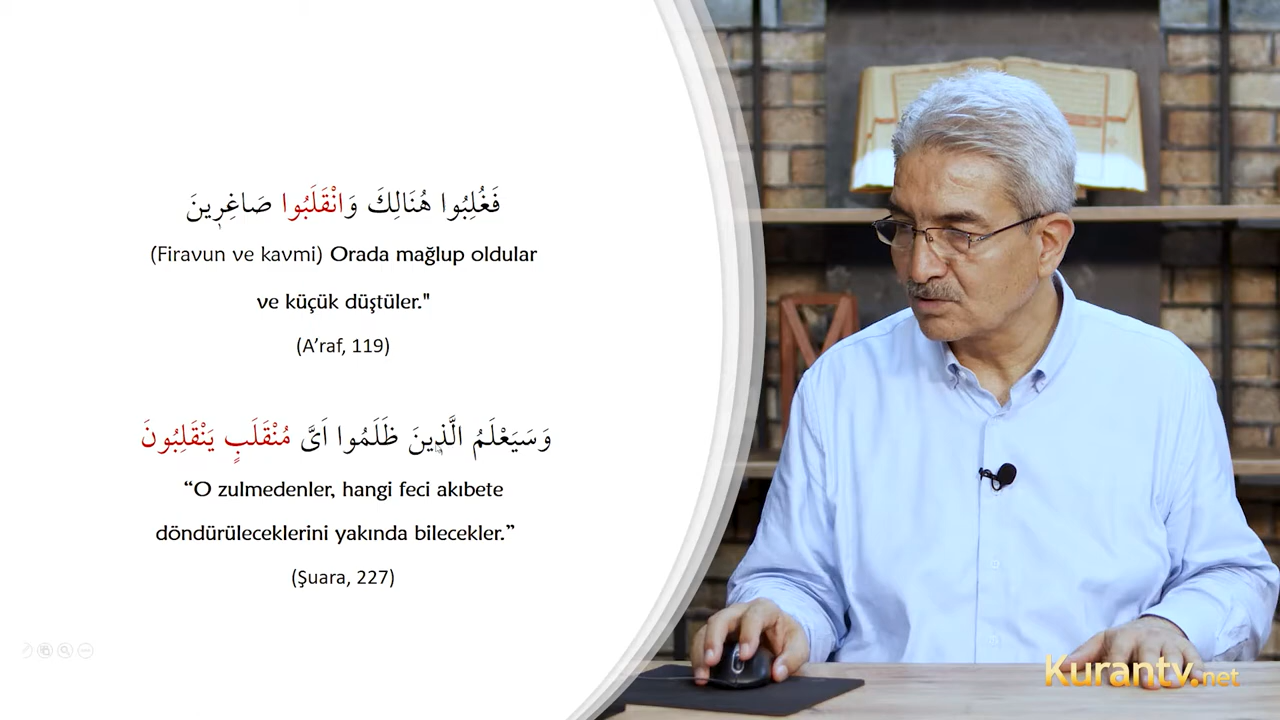 فَغُلِبُوا هُنَالِكَ وَانْقَلَبُوا صَاغِر۪ينَ
(Firavun ve kavmi) Orada mağlup oldular
ve küçük düştüler."
(A’raf, 119)
وَسَيَعْلَمُ الَّذ۪ينَ ظَلَمُوا اَىَّ مُنْقَلَبٍ يَنْقَلِبُونَ
“O zulmedenler, hangi feci akıbete
döndürüleceklerini yakında bilecekler.”
(Şuara, 227)
Kurantv.net